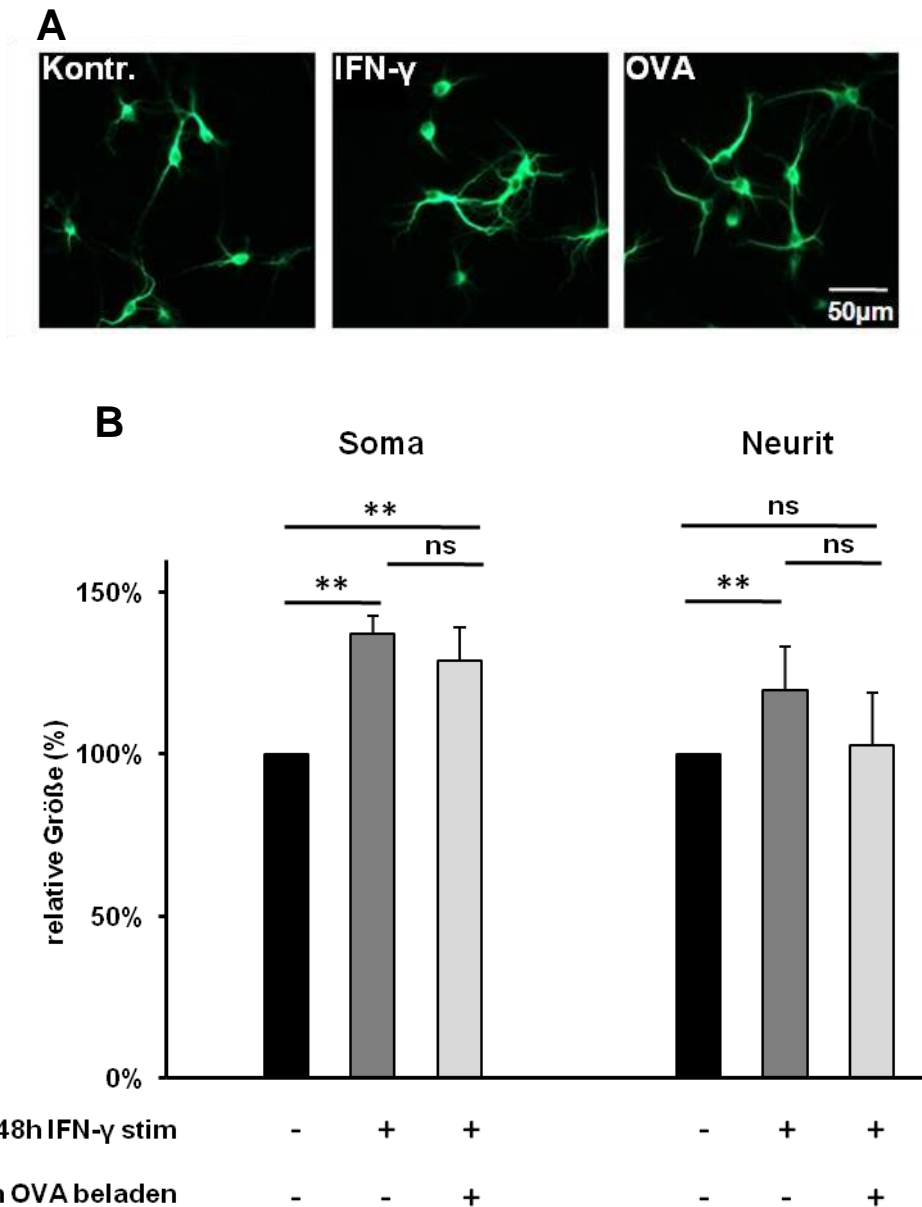 A
Kontr. IFN-γ OVA
50µm
B
Soma Neurit
** ns
ns ns
** **
150%
100%
50%
0%
relative Größe (%)
48h IFN-γ stim - + + - + +
OVA beladen - - + - - +